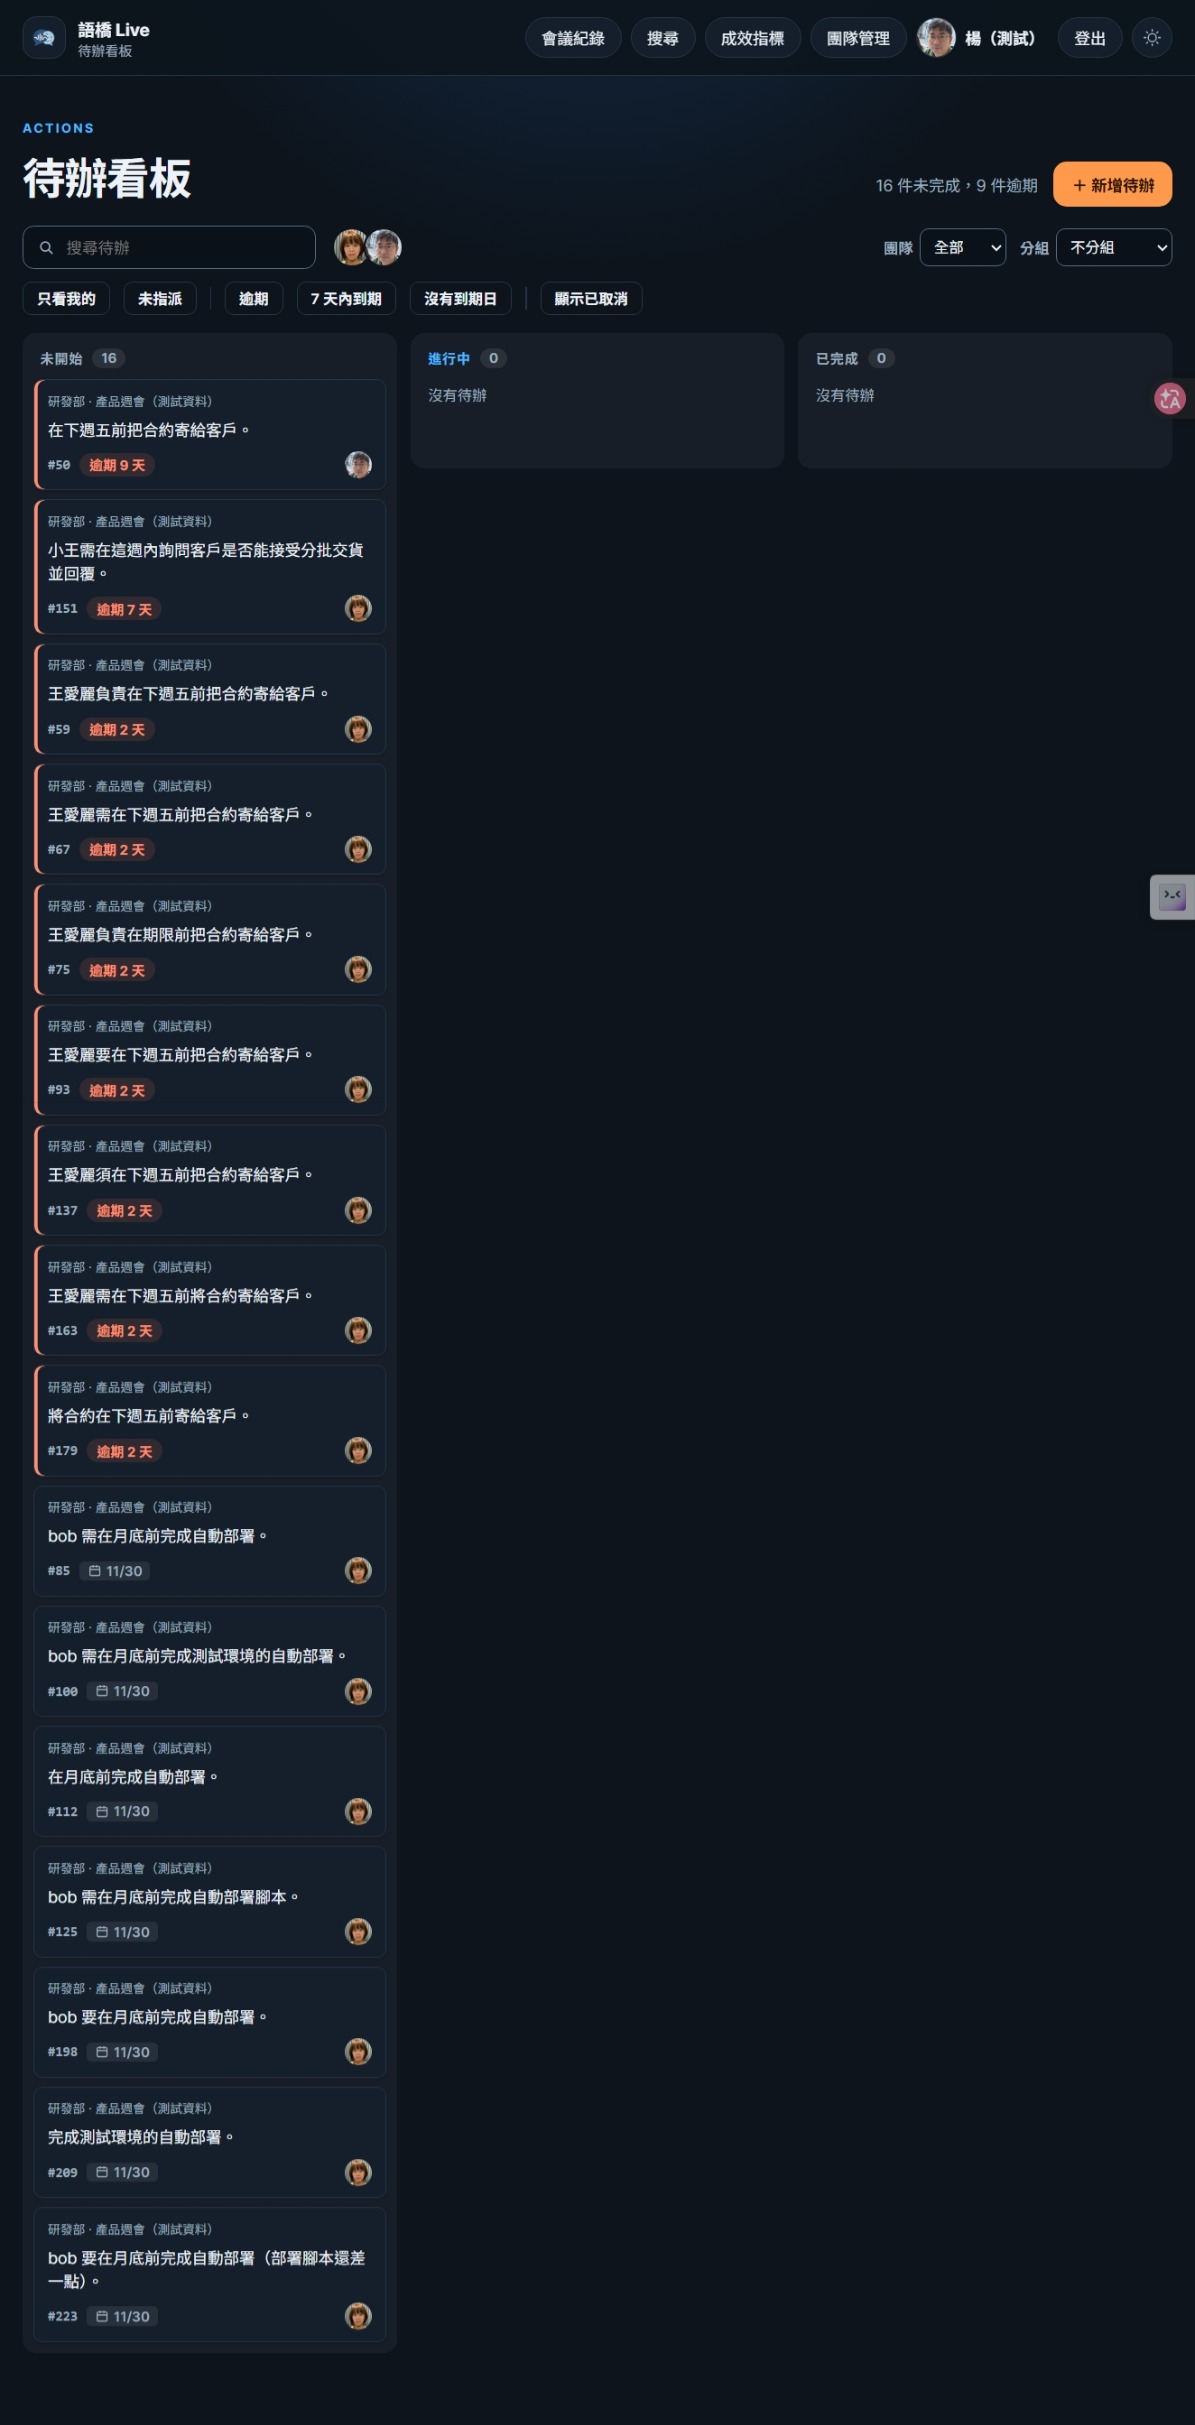 語橋 Live
待辦看板
會議紀錄
搜尋
成效指標
團隊管理
楊（測試）
登出
ACTIONS
待辦看板
16 件未完成，9 件逾期
＋ 新增待辦
搜尋待辦
團隊
全部
分組
不分組
只看我的
未指派
逾期
7 天內到期
沒有到期日
顯示已取消
未開始 16
研發部 · 產品週會（測試資料）
在下週五前把合約寄給客戶。
#50 逾期 9 天
研發部 · 產品週會（測試資料）
小王需在這週內詢問客戶是否能接受分批交貨
並回覆。
#151 逾期 7 天
研發部 · 產品週會（測試資料）
王愛麗負責在下週五前把合約寄給客戶。
#59 逾期 2 天
研發部 · 產品週會（測試資料）
王愛麗需在下週五前把合約寄給客戶。
#67 逾期 2 天
研發部 · 產品週會（測試資料）
王愛麗負責在期限前把合約寄給客戶。
#75 逾期 2 天
研發部 · 產品週會（測試資料）
王愛麗要在下週五前把合約寄給客戶。
#93 逾期 2 天
研發部 · 產品週會（測試資料）
王愛麗須在下週五前把合約寄給客戶。
#137 逾期 2 天
研發部 · 產品週會（測試資料）
王愛麗需在下週五前將合約寄給客戶。
#163 逾期 2 天
研發部 · 產品週會（測試資料）
將合約在下週五前寄給客戶。
#179 逾期 2 天
研發部 · 產品週會（測試資料）
bob 需在月底前完成自動部署。
#85 11/30
研發部 · 產品週會（測試資料）
bob 需在月底前完成測試環境的自動部署。
#100 11/30
研發部 · 產品週會（測試資料）
在月底前完成自動部署。
#112 11/30
研發部 · 產品週會（測試資料）
bob 需在月底前完成自動部署腳本。
#125 11/30
研發部 · 產品週會（測試資料）
bob 要在月底前完成自動部署。
#198 11/30
研發部 · 產品週會（測試資料）
完成測試環境的自動部署。
#209 11/30
研發部 · 產品週會（測試資料）
bob 要在月底前完成自動部署（部署腳本還差
一點）。
#223 11/30
進行中 0
沒有待辦
已完成 0
沒有待辦